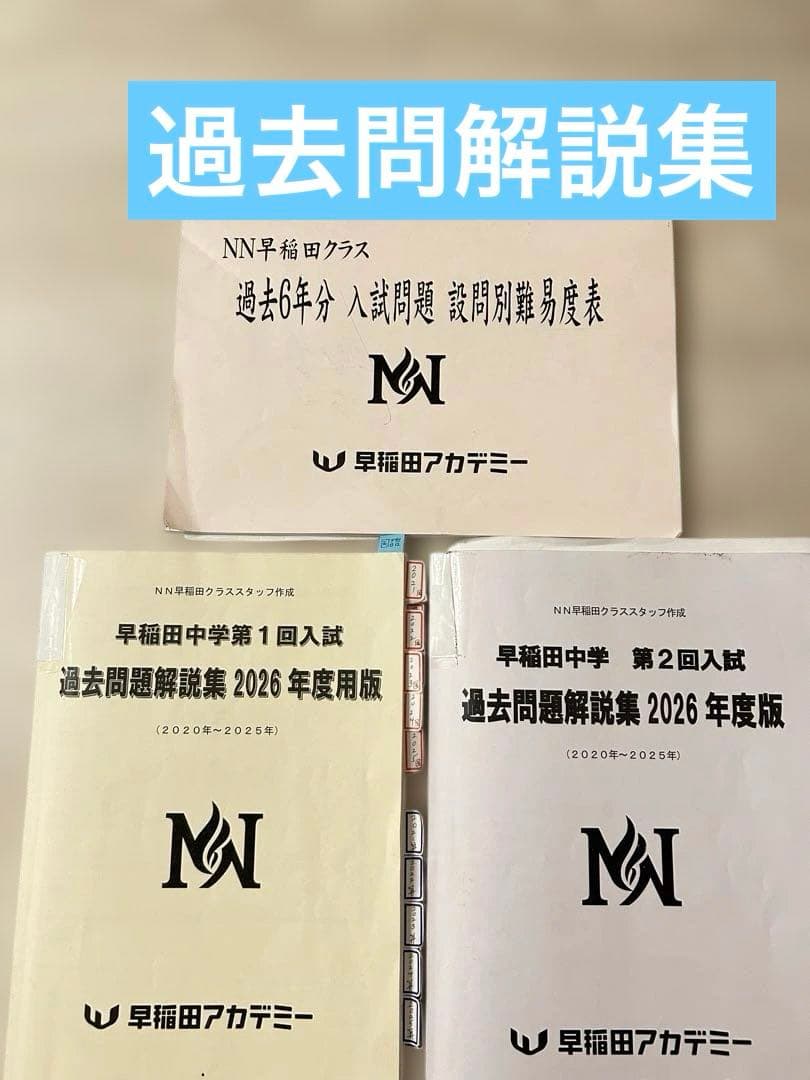 過去問解説集
NN早稲田クラス
過去6年分 入試問題 設問別難易度表
NN
早稲田アカデミー
NN早稲田クラススタッフ作成
早稲田中学第1回入試
過去問題解説集 2026 年度用版
(2020年~2025年)
NN
早稲田アカデミー
NN早稲田クラススタッフ作成
早稲田中学 第2回入試
過去問題解説集 2026 年度版
(2020年~2025年)
NN
早稲田アカデミー